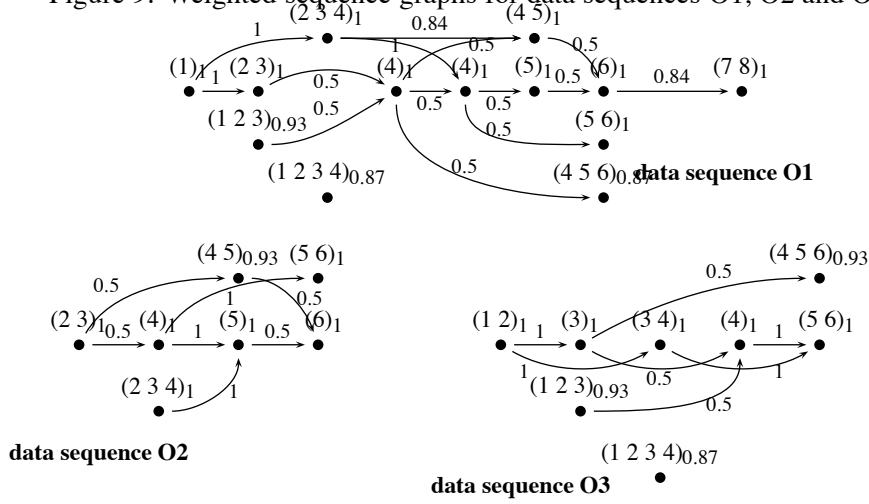 Figure 9: Weighted sequence graphs for data sequences O1, O2 and O
(2 3 4)1 0.84 (4 5)1
1 1 0.5 0.5
(1)1 (2 3)1 (4)1 (4)1 (5)1 (6)1 (7 8)1
1 0.5 0.5 0.5 0.5 0.84
(1 2 3)0.93 0.5 0.5 (5 6)1
(1 2 3 4)0.87 0.5 (4 5 6)0.87
data sequence O1
(4 5)0.93 (5 6)1
0.5 1 0.5
(2 3)1 0.5 (4)1 1 (5)1 0.5 (6)1
(2 3 4)1 1
data sequence O2
(4 5 6)0.93
0.5
(1 2)1 1 (3)1 (3 4)1 (4)1 1 (5 6)1
1 0.5 1
(1 2 3)0.93 0.5
(1 2 3 4)0.87
data sequence O3